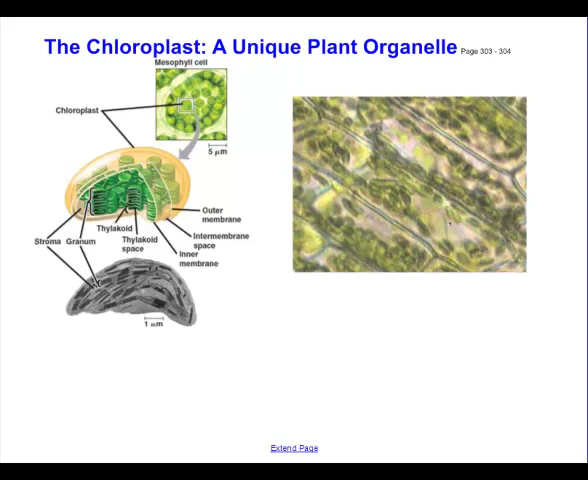 The Chloroplast: A Unique Plant Organelle Page 303 - 304
Mesophyll cell
Chloroplast
5 µm
Outer
membrane
Thylakoid
Stroma
Granum
Thylakoid
space
Intermembrane
space
Inner
membrane
1 µm
Extend Page